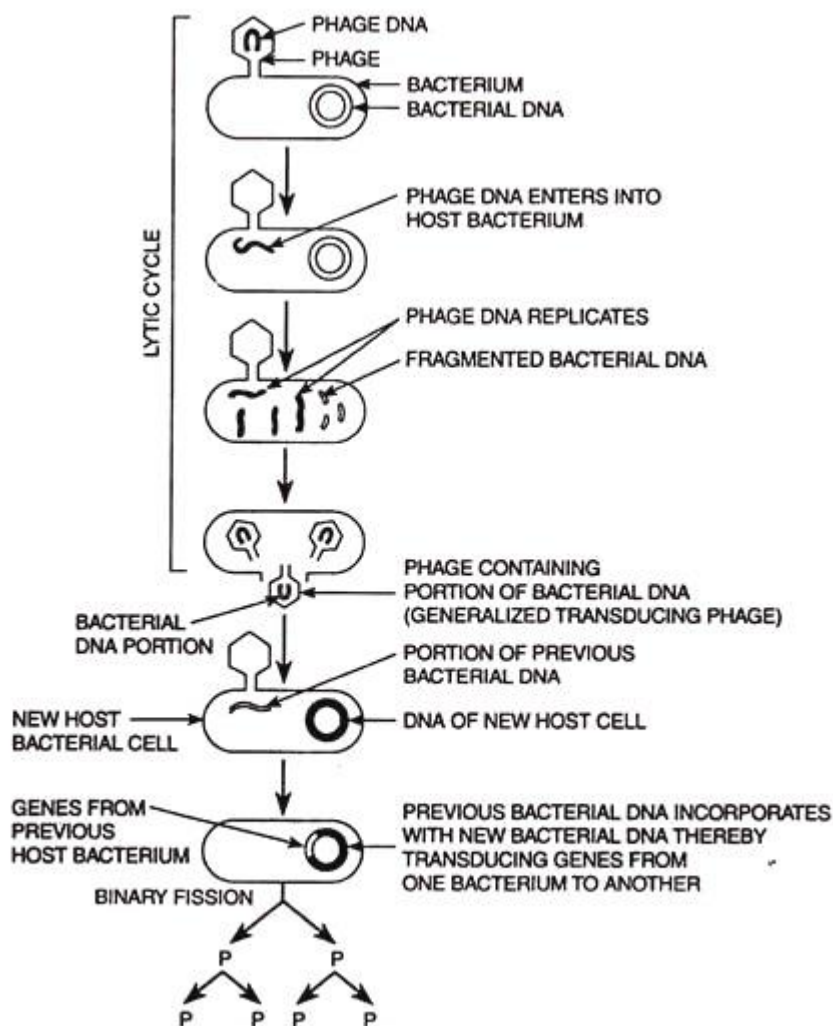 PHAGE DNA
PHAGE
BACTERIUM
BACTERIAL DNA
PHAGE DNA ENTERS INTO
HOST BACTERIUM
LYTIC CYCLE
PHAGE DNA REPLICATES
FRAGMENTED BACTERIAL DNA
PHAGE CONTAINING
PORTION OF BACTERIAL DNA
(GENERALIZED TRANSDUCING PHAGE)
BACTERIAL
DNA PORTION
PORTION OF PREVIOUS
BACTERIAL DNA
NEW HOST
BACTERIAL CELL
DNA OF NEW HOST CELL
GENES FROM
PREVIOUS
HOST BACTERIUM
PREVIOUS BACTERIAL DNA INCORPORATES
WITH NEW BACTERIAL DNA THEREBY
TRANSDUCING GENES FROM
ONE BACTERIUM TO ANOTHER
BINARY FISSION
P P
P P P P